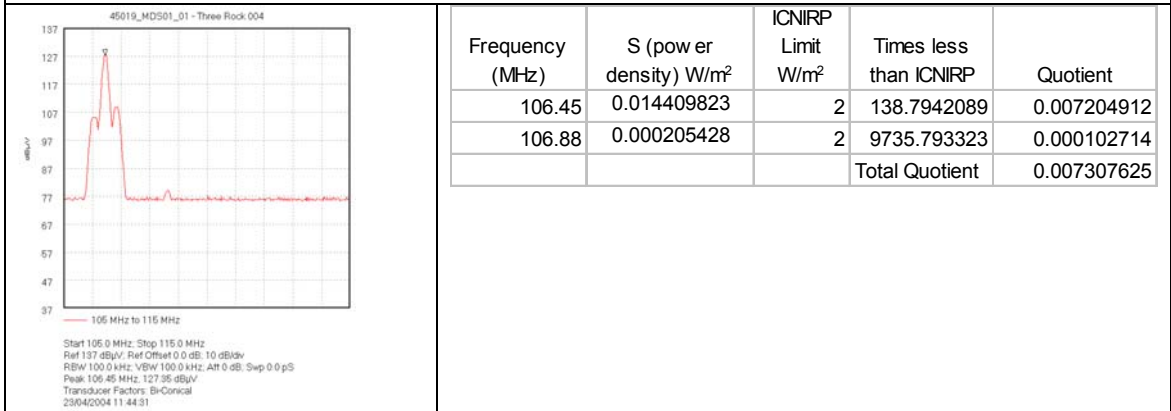 45019_MDS01_01 - Three Rock.004
137
127
117
107
97
87
77
67
57
47
37
dBµV
105 MHz to 115 MHz
Start 105.0 MHz; Stop 115.0 MHz
Ref 137 dBµV; Ref Offset 0.0 dB; 10 dB/div
RBW 100.0 kHz; VBW 100.0 kHz; Att 0 dB; Swp 0.0 pS
Peak 106.45 MHz, 127.35 dBµV
Transducer Factors: Bi-Conical
23/04/2004 11:44:31
Frequency (MHz) S (pow er density) W/m² ICNIRP Limit W/m² Times less than ICNIRP Quotient
106.45 0.014409823 2 138.7942089 0.007204912
106.88 0.000205428 2 9735.793323 0.000102714
Total Quotient 0.007307625